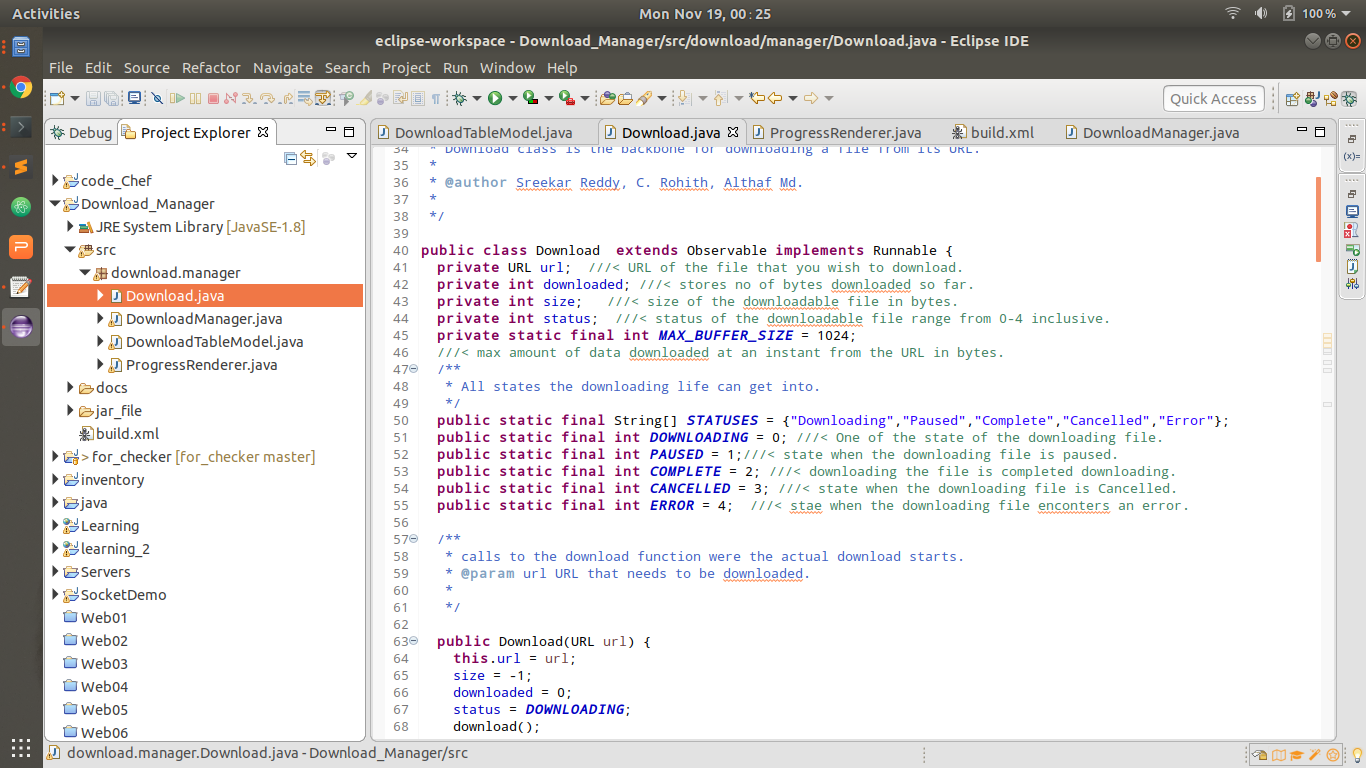 Activities
Mon Nov 19, 00:25
100 %
eclipse-workspace - Download_Manager/src/download/manager/Download.java - Eclipse IDE
File Edit Source Refactor Navigate Search Project Run Window Help
Quick Access
Debug Project Explorer
DownloadTableModel.java Download.java ProgressRenderer.java build.xml DownloadManager.java
code_Chef
Download_Manager
JRE System Library [JavaSE-1.8]
src
download.manager
Download.java
DownloadManager.java
DownloadTableModel.java
ProgressRenderer.java
docs
jar_file
build.xml
> for_checker [for_checker master]
inventory
java
Learning
learning_2
Servers
SocketDemo
Web01
Web02
Web03
Web04
Web05
Web06
34 * Download class is the backbone for downloading a file from its URL.
35 *
36 * @author Sreekar Reddy, C. Rohith, Althaf Md.
37 *
38 */
39
40 public class Download  extends Observable implements Runnable {
41 private URL url;  ///< URL of the file that you wish to download.
42 private int downloaded; ///< stores no of bytes downloaded so far.
43 private int size;   ///< size of the downloadable file in bytes.
44 private int status;  ///< status of the downloadable file range from 0-4 inclusive.
45 private static final int MAX_BUFFER_SIZE = 1024;
46 ///< max amount of data downloaded at an instant from the URL in bytes.
47 /**
48 * All states the downloading life can get into.
49 */
50 public static final String[] STATUSES = {"Downloading","Paused","Complete","Cancelled","Error"};
51 public static final int DOWNLOADING = 0; ///< One of the state of the downloading file.
52 public static final int PAUSED = 1;///< state when the downloading file is paused.
53 public static final int COMPLETE = 2; ///< downloading the file is completed downloading.
54 public static final int CANCELLED = 3; ///< state when the downloading file is Cancelled.
55 public static final int ERROR = 4;  ///< stae when the downloading file enconters an error.
56
57 /**
58 * calls to the download function were the actual download starts.
59 * @param url URL that needs to be downloaded.
60 *
61 */
62
63 public Download(URL url) {
64 this.url = url;
65 size = -1;
66 downloaded = 0;
67 status = DOWNLOADING;
68 download();
download.manager.Download.java - Download_Manager/src